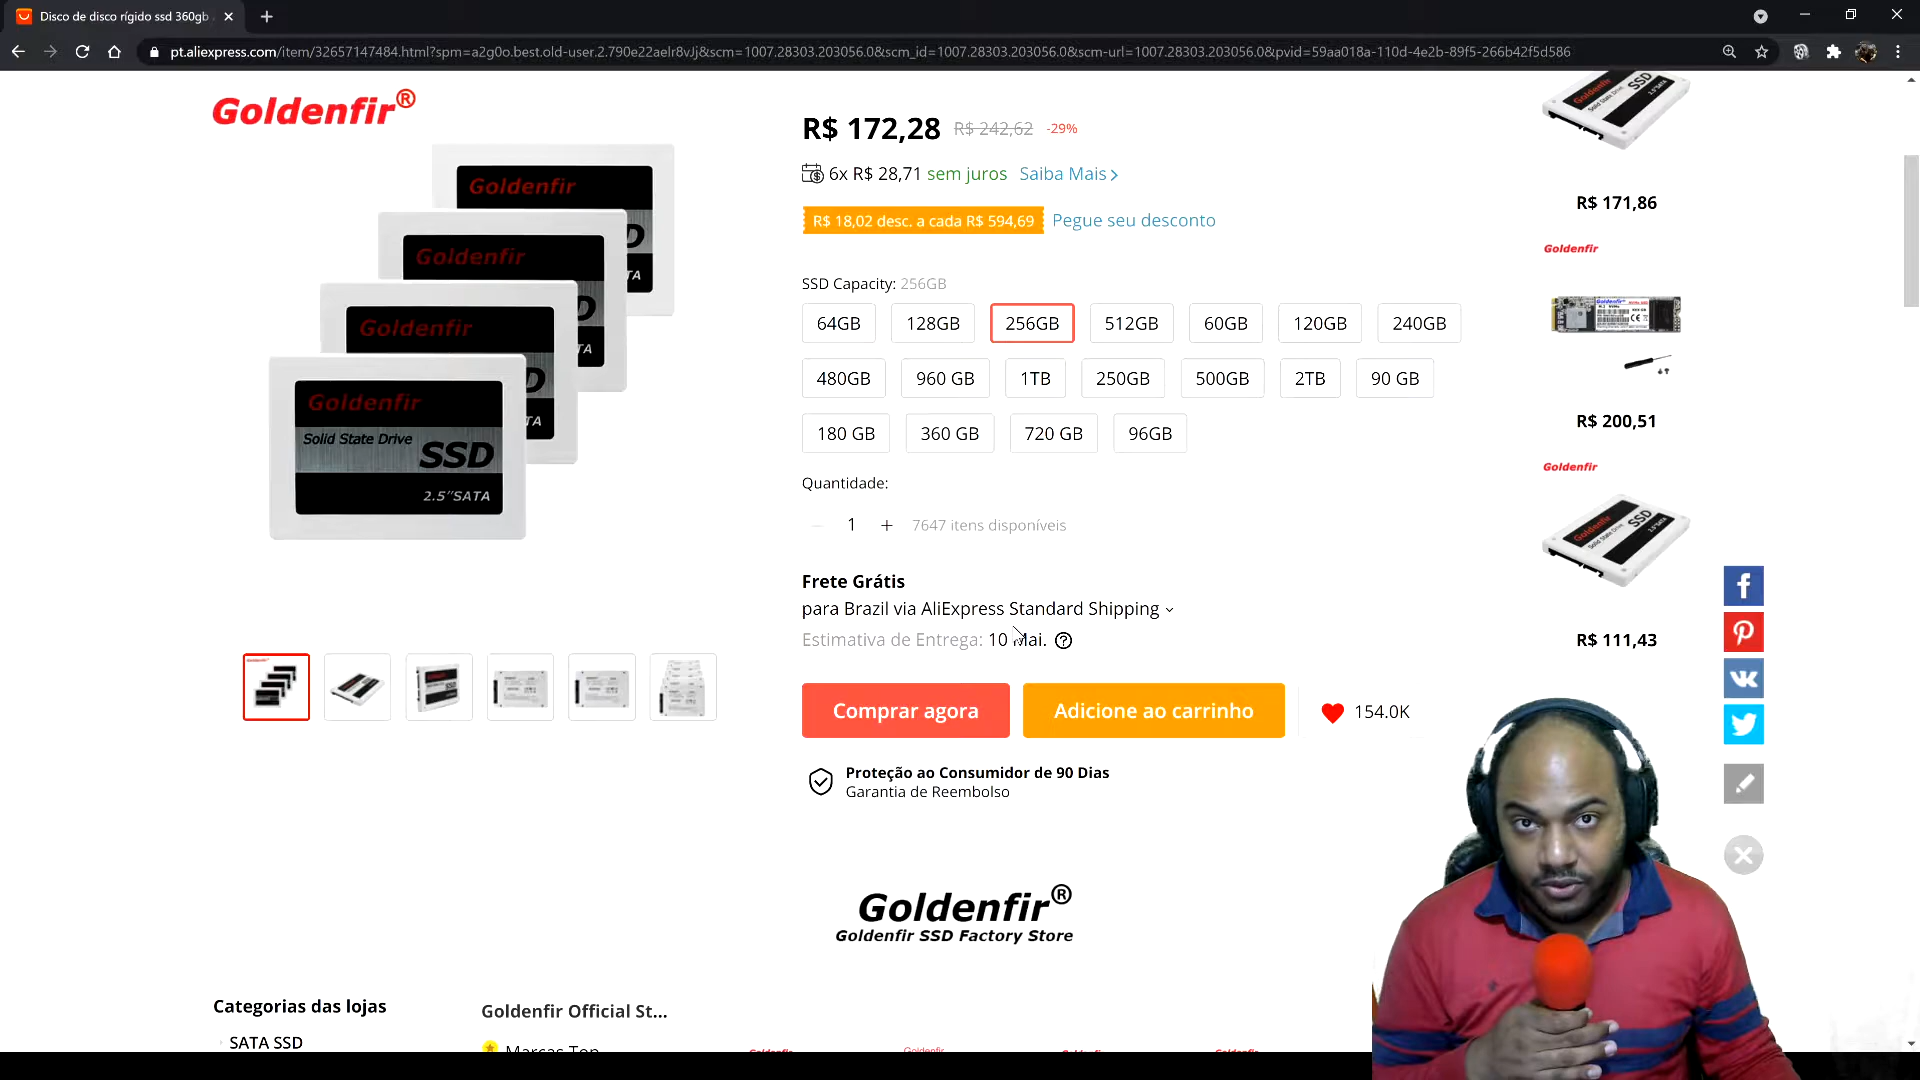 Disco de disco rígido ssd 360gb
pt.aliexpress.com/item/32657147484.html?spm=a2g0o.best.old-user.2.790e22aelr8vJj&scm=1007.28303.203056.0&scm_id=1007.28303.203056.0&scm-url=1007.28303.203056.0&pvid=59aa018a-110d-4e2b-89f5-266b42f5d586
Goldenfir®
Goldenfir
Goldenfir
Goldenfir
Goldenfir
Solid State Drive
SSD
2.5"SATA
R$ 172,28 R$ 242,62 -29%
6x R$ 28,71 sem juros Saiba Mais
R$ 18,02 desc. a cada R$ 594,69 Pegue seu desconto
SSD Capacity: 256GB
64GB 128GB 256GB 512GB 60GB 120GB 240GB
480GB 960 GB 1TB 250GB 500GB 2TB 90 GB
180 GB 360 GB 720 GB 96GB
Quantidade:
1 + 7647 itens disponíveis
Frete Grátis
para Brazil via AliExpress Standard Shipping
Estimativa de Entrega: 10 Mai.
Comprar agora Adicione ao carrinho 154.0K
Proteção ao Consumidor de 90 Dias
Garantia de Reembolso
Goldenfir®
Goldenfir SSD Factory Store
Categorias das lojas
SATA SSD
Goldenfir Official St...
Marcas Top
SSD
R$ 171,86
Goldenfir
R$ 200,51
Goldenfir
SSD
R$ 111,43